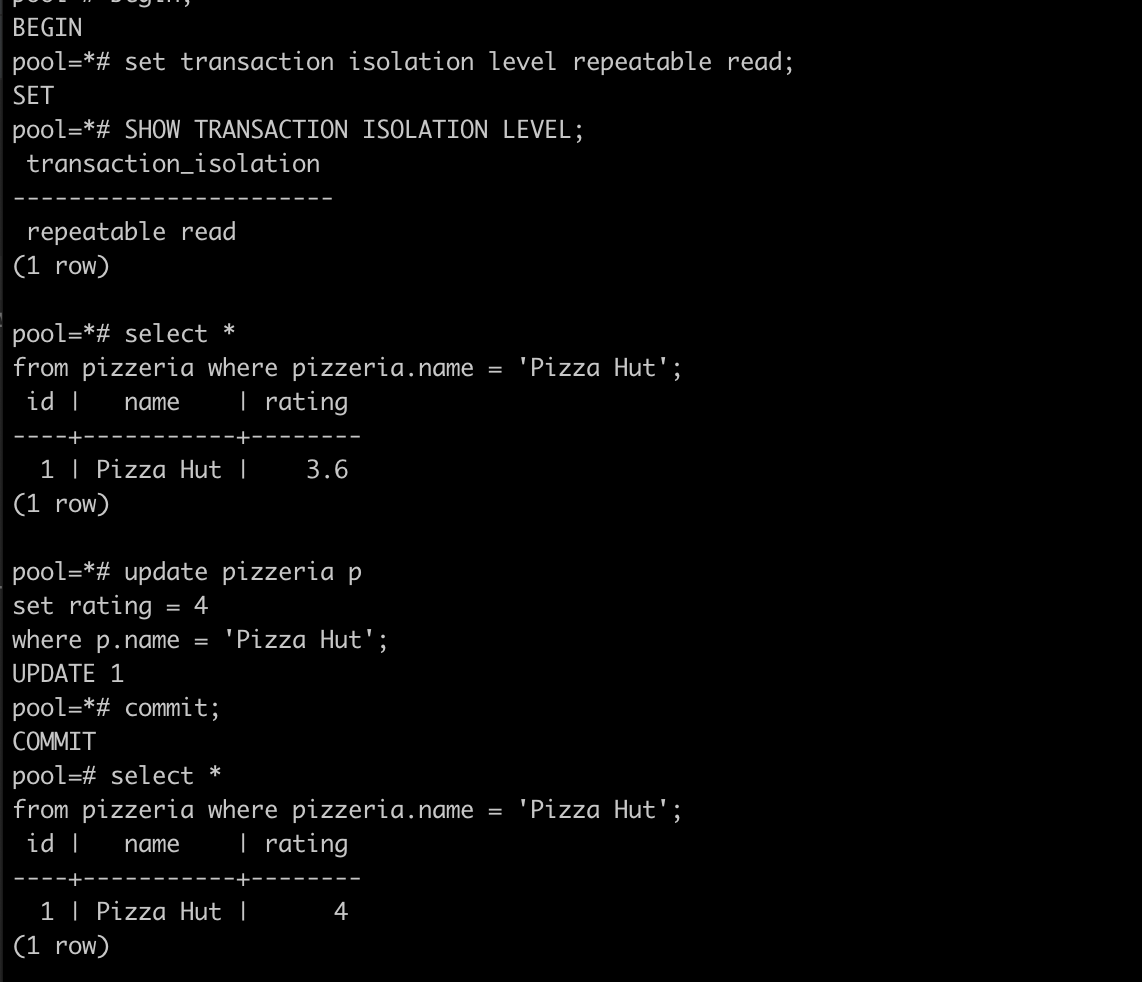 BEGIN
pool=*# set transaction isolation level repeatable read;
SET
pool=*# SHOW TRANSACTION ISOLATION LEVEL;
 transaction_isolation
-----------------------
 repeatable read
(1 row)

pool=*# select *
from pizzeria where pizzeria.name = 'Pizza Hut';
 id |   name    | rating
----+-----------+--------
  1 | Pizza Hut |    3.6
(1 row)

pool=*# update pizzeria p
set rating = 4
where p.name = 'Pizza Hut';
UPDATE 1
pool=*# commit;
COMMIT
pool=# select *
from pizzeria where pizzeria.name = 'Pizza Hut';
 id |   name    | rating
----+-----------+--------
  1 | Pizza Hut |      4
(1 row)